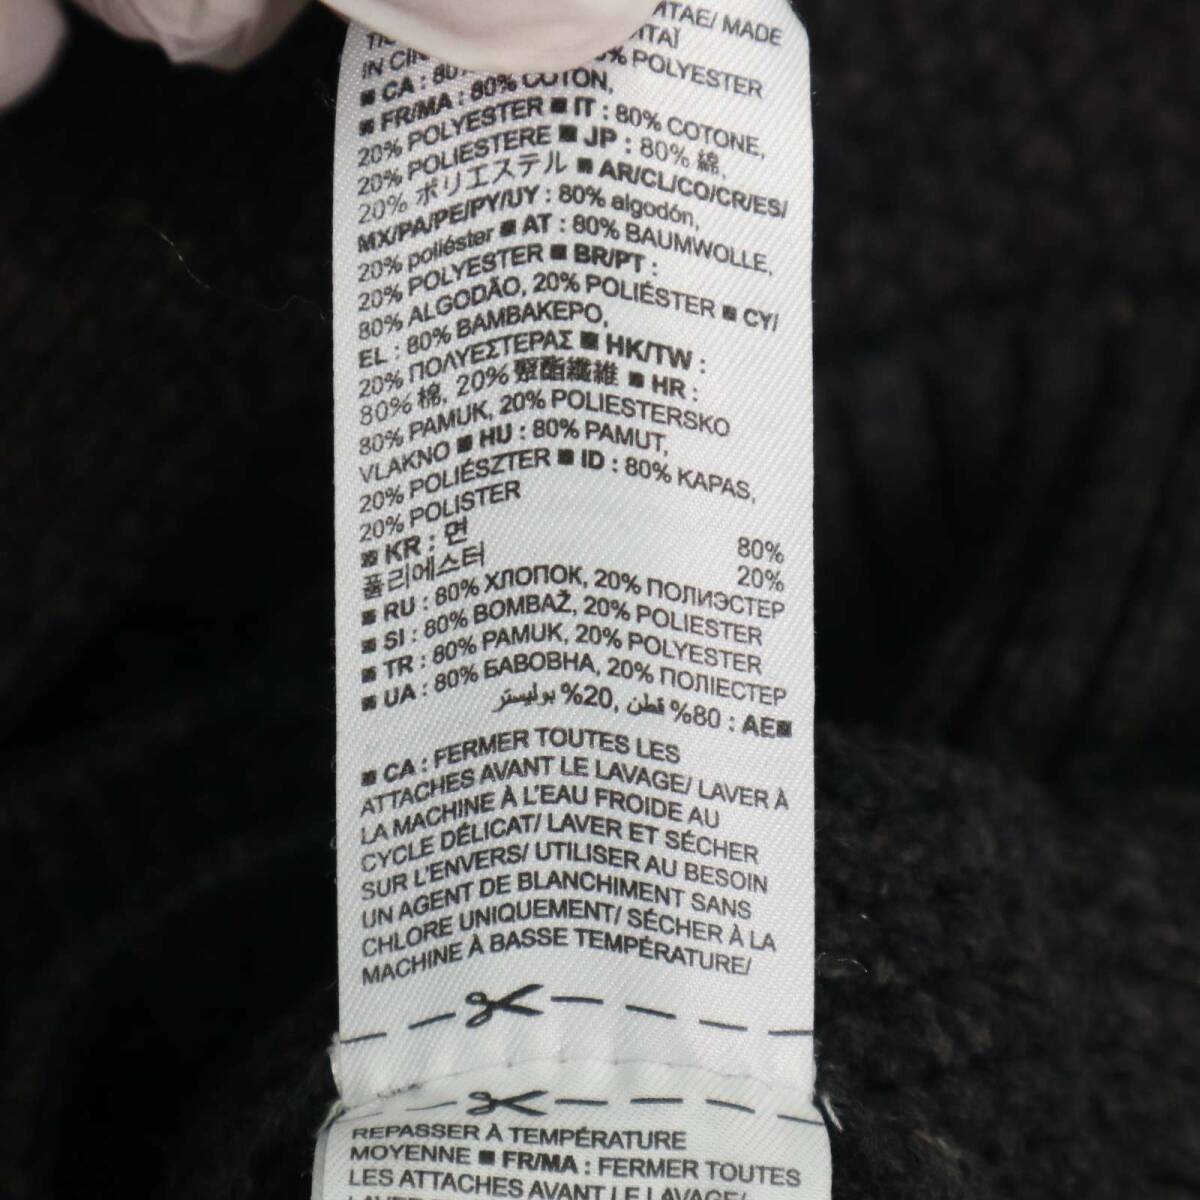 MADE
IN
■ CA : POLYESTER
■ FR/MA : 80% COTON,
20% POLYESTER ■ IT : 80% COTONE,
20% POLIESTERE ■ JP : 80% 綿,
20% ポリエステル ■ AR/CL/CO/CR/ES/
MX/PA/PE/PY/UY : 80% algodón,
20% poliéster ■ AT : 80% BAUMWOLLE,
20% POLYESTER ■ BR/PT :
80% ALGODÃO, 20% POLIÉSTER ■ CY/
EL : 80% ΒΑΜΒΑΚΕΡΟ,
20% ΠΟΛΥΕΣΤΕΡΑΣ ■ HK/TW :
80% 棉, 20% 聚酯纖維 ■ HR :
80% PAMUK, 20% POLIESTERSKO
VLAKNO ■ HU : 80% PAMUT,
20% POLIÉSZTER ■ ID : 80% KAPAS,
20% POLISTER
■ KR : 면 80%
폴리에스터 20%
■ RU : 80% ХЛОПОК, 20% ПОЛИЭСТЕР
■ SI : 80% BOMBAŽ, 20% POLIESTER
■ TR : 80% PAMUK, 20% POLYESTER
■ UA : 80% БАВОВНА, 20% ПОЛІЕСТЕР
■AE : 80% قطن, 20% بوليستر
■ CA : FERMER TOUTES LES
ATTACHES AVANT LE LAVAGE/ LAVER À
LA MACHINE À L'EAU FROIDE AU
CYCLE DÉLICAT/ LAVER ET SÉCHER
SUR L'ENVERS/ UTILISER AU BESOIN
UN AGENT DE BLANCHIMENT SANS
CHLORE UNIQUEMENT/ SÉCHER À LA
MACHINE À BASSE TEMPÉRATURE/
REPASSER À TEMPÉRATURE
MOYENNE ■ FR/MA : FERMER TOUTES
LES ATTACHES AVANT LE LAVAGE/